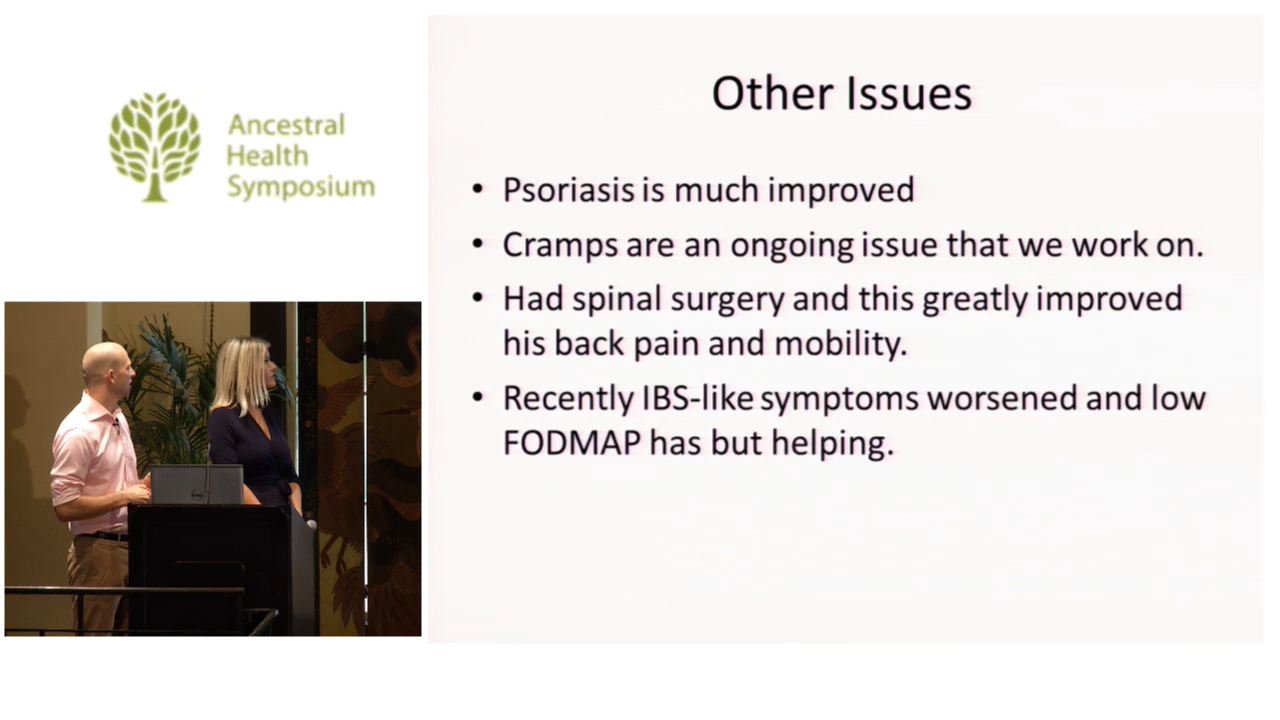 Ancestral
Health
Symposium
Other Issues
• Psoriasis is much improved
• Cramps are an ongoing issue that we work on.
• Had spinal surgery and this greatly improved
his back pain and mobility.
• Recently IBS-like symptoms worsened and low
FODMAP has but helping.